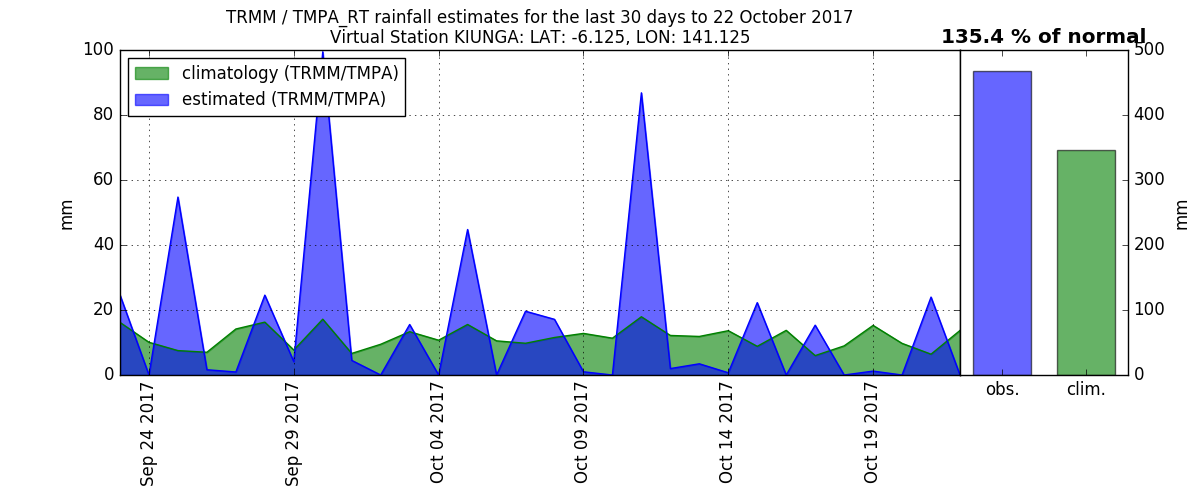 TRMM / TMPA_RT rainfall estimates for the last 30 days to 22 October 2017
Virtual Station KIUNGA: LAT: -6.125, LON: 141.125
135.4 % of normal
climatology (TRMM/TMPA)
estimated (TRMM/TMPA)
100
80
60
40
20
0
mm
Sep 24 2017
Sep 29 2017
Oct 04 2017
Oct 09 2017
Oct 14 2017
Oct 19 2017
500
400
300
200
100
0
mm
obs.
clim.